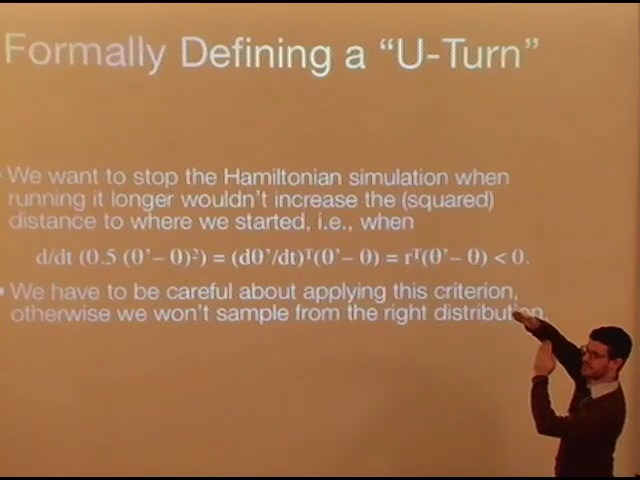 Formally Defining a “U-Turn”
• We want to stop the Hamiltonian simulation when
running it longer wouldn't increase the (squared)
distance to where we started, i.e., when
d/dt (0.5 (θ’– θ)²) = (dθ’/dt)ᵀ(θ’– θ) = rᵀ(θ’– θ) < 0.
• We have to be careful about applying this criterion,
otherwise we won't sample from the right distribution.